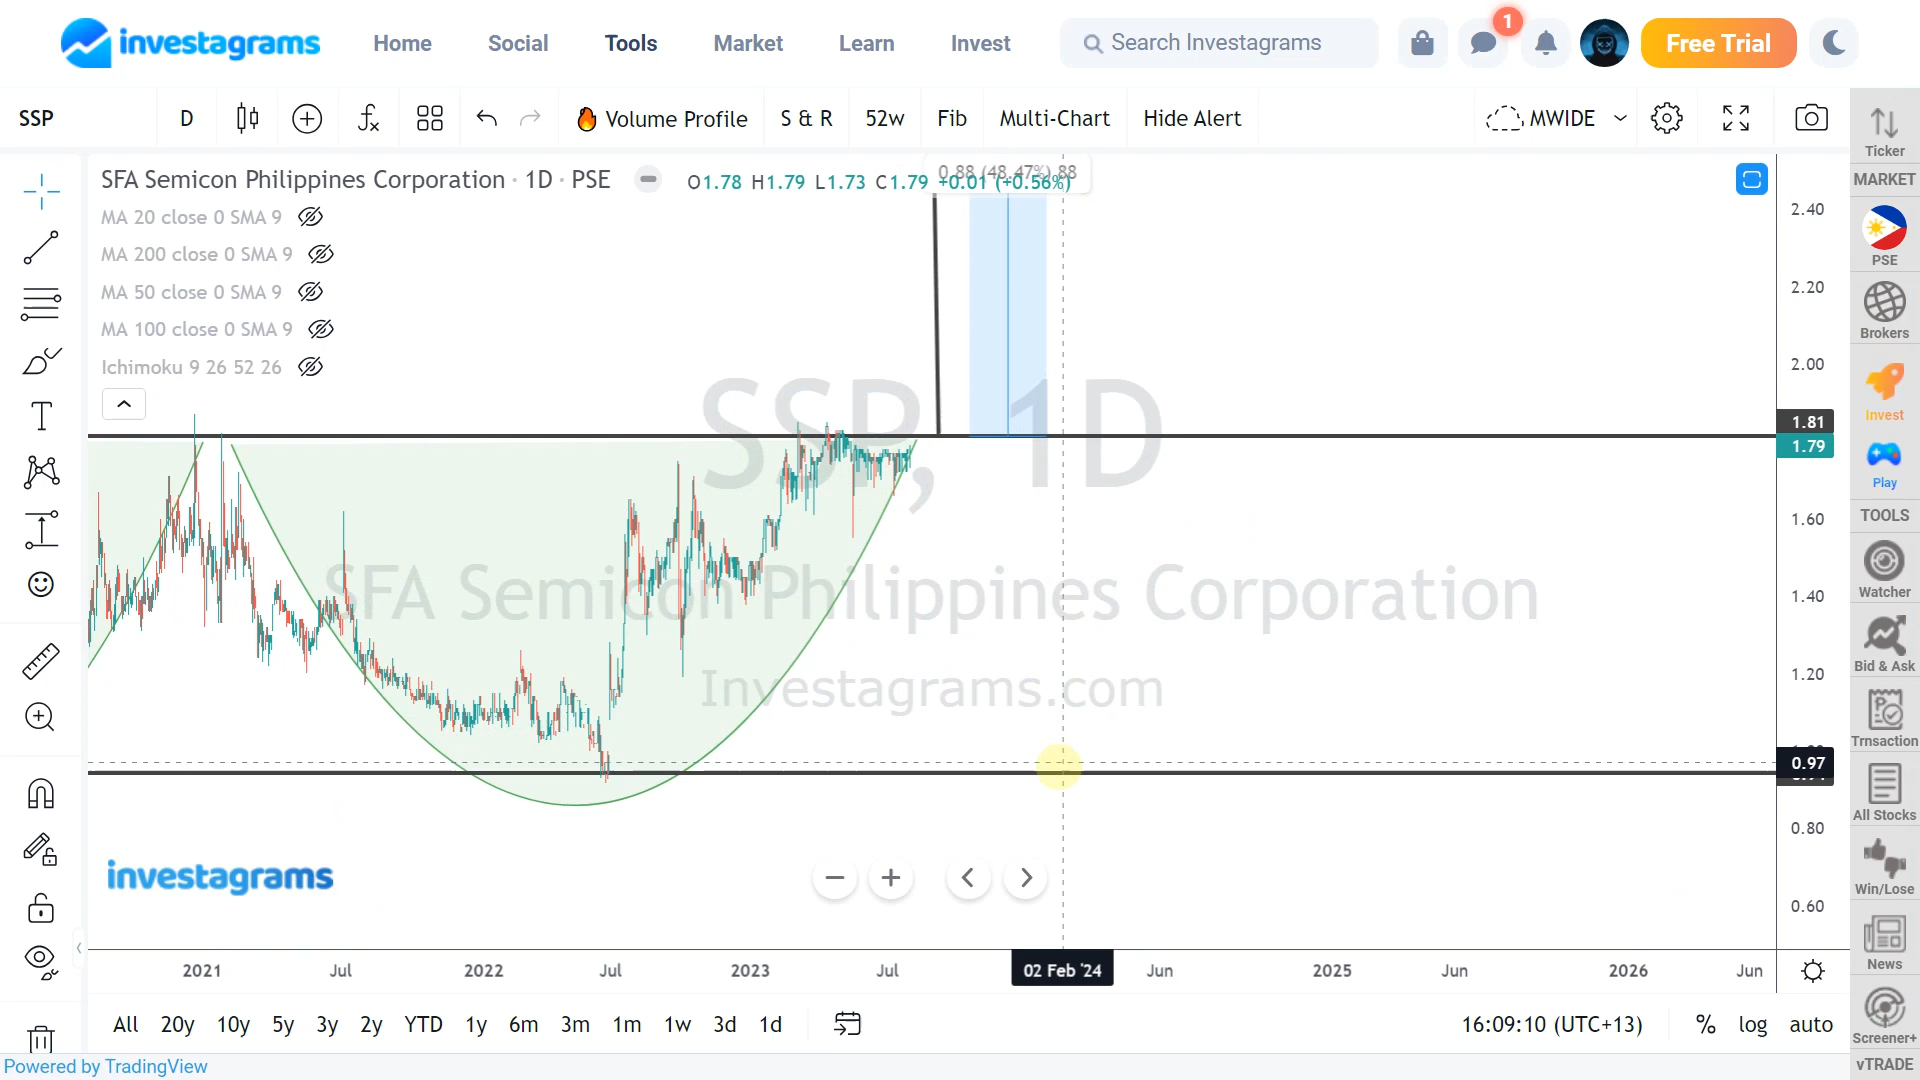 investagrams
Home Social Tools Market Learn Invest Search Investagrams 1 Free Trial
SSP D Volume Profile S & R 52w Fib Multi-Chart Hide Alert MWIDE
SFA Semicon Philippines Corporation · 1D · PSE O1.78 H1.79 L1.73 C1.79 +0.01 (+0.56%)
0.88 (48.47%) 88
MA 20 close 0 SMA 9
MA 200 close 0 SMA 9
MA 50 close 0 SMA 9
MA 100 close 0 SMA 9
Ichimoku 9 26 52 26
SSP, 1D
SFA Semicon Philippines Corporation
Investagrams.com
2.40
2.20
2.00
1.81
1.79
1.60
1.40
1.20
0.97
0.80
0.60
investagrams
2021 Jul 2022 Jul 2023 Jul 02 Feb '24 Jun 2025 Jun 2026 Jun
All 20y 10y 5y 3y 2y YTD 1y 6m 3m 1m 1w 3d 1d 16:09:10 (UTC+13) % log auto
Powered by TradingView
Ticker
MARKET
PSE
Brokers
Invest
Play
TOOLS
Watcher
Bid & Ask
Trnsaction
All Stocks
Win/Lose
News
Screener+
vTRADE